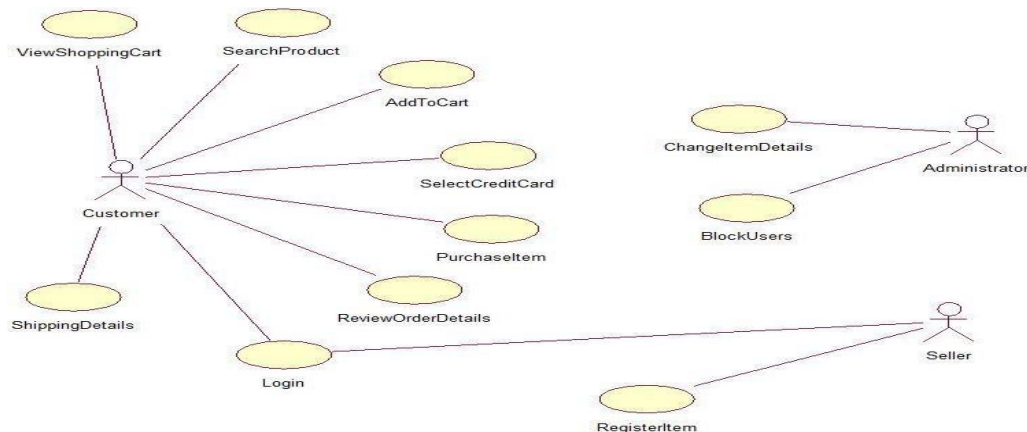 ViewShoppingCart
SearchProduct
AddToCart
ChangeItemDetails
Administrator
SelectCreditCard
Customer
BlockUsers
PurchaseItem
ShippingDetails
ReviewOrderDetails
Seller
Login
RegisterItem